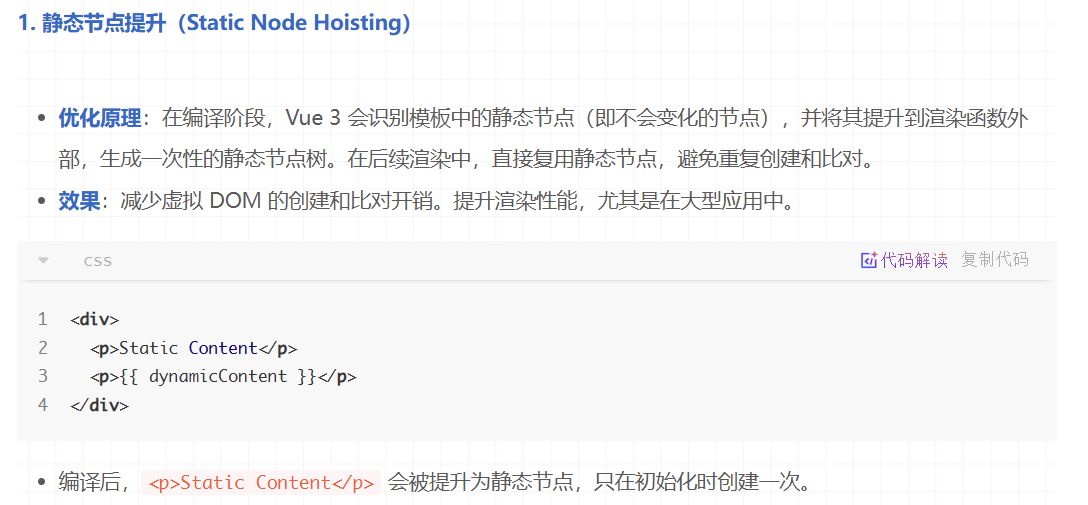 1. 静态节点提升（Static Node Hoisting）
优化原理：在编译阶段，Vue 3 会识别模板中的静态节点（即不会变化的节点），并将其提升到渲染函数外
部，生成一次性的静态节点树。在后续渲染中，直接复用静态节点，避免重复创建和比对。
效果：减少虚拟 DOM 的创建和比对开销。提升渲染性能，尤其是在大型应用中。
css 代码解读 复制代码
1 <div>
2 <p>Static Content</p>
3 <p>{{ dynamicContent }}</p>
4 </div>
编译后，<p>Static Content</p> 会被提升为静态节点，只在初始化时创建一次。